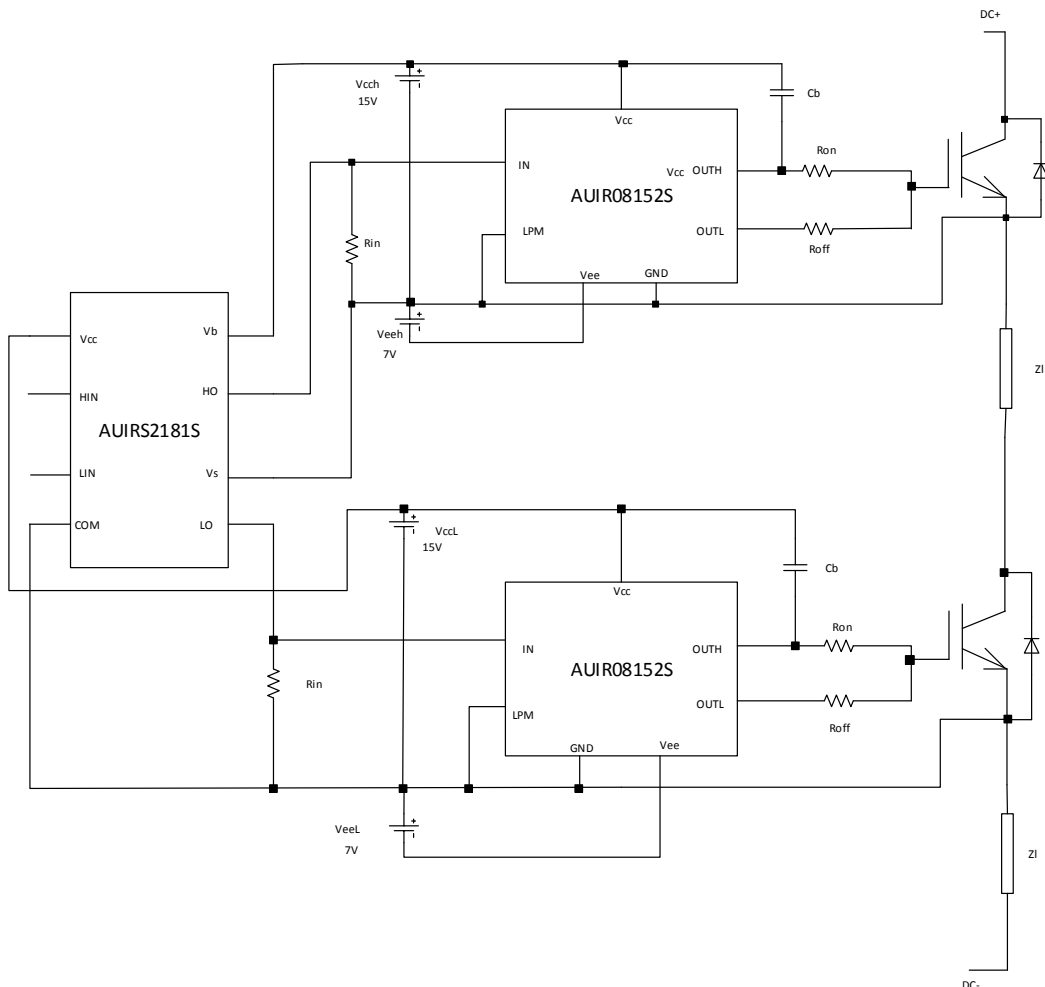 DC+
Vcch
15V
Cb
Vcc
IN
Vcc OUTH
Ron
AUIR08152S
Rin
LPM
OUTL
Roff
Vee
GND
Veeh
7V
Zl
Vcc
Vb
HIN
HO
AUIRS2181S
LIN
Vs
COM
LO
VccL
15V
Cb
Vcc
IN
OUTH
Ron
AUIR08152S
Rin
LPM
OUTL
Roff
GND
Vee
VeeL
7V
Zl
DC-